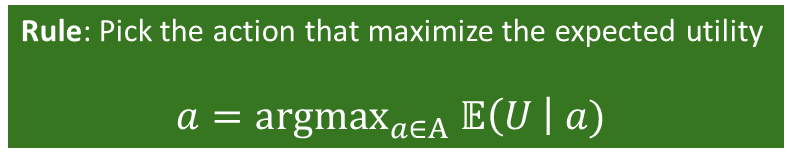 Rule: Pick the action that maximize the expected utility
a = argmax_{a∈A} 𝔼(U | a)